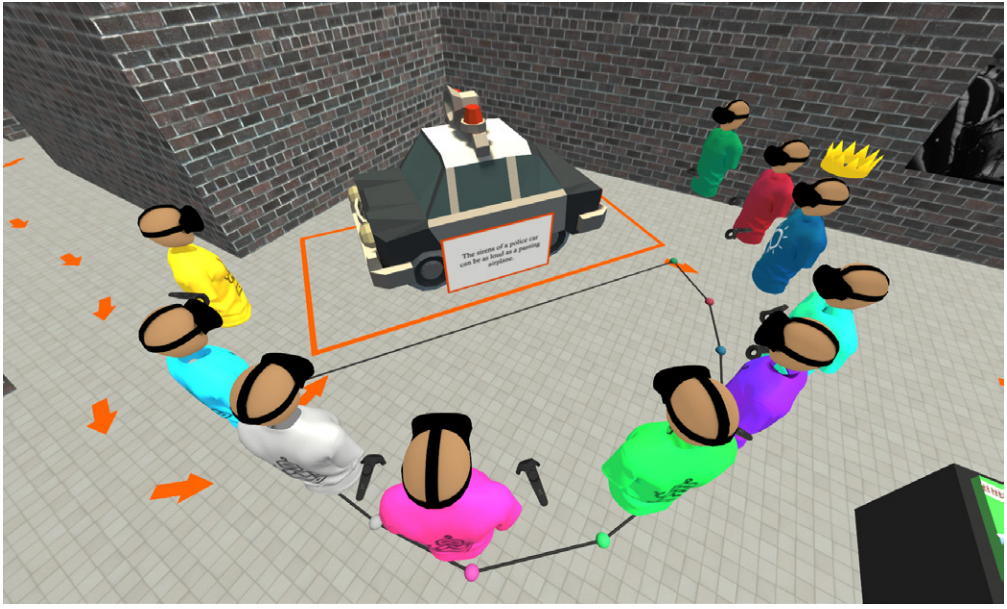 The sirens of a police car
can be as loud as a passing
airplane.